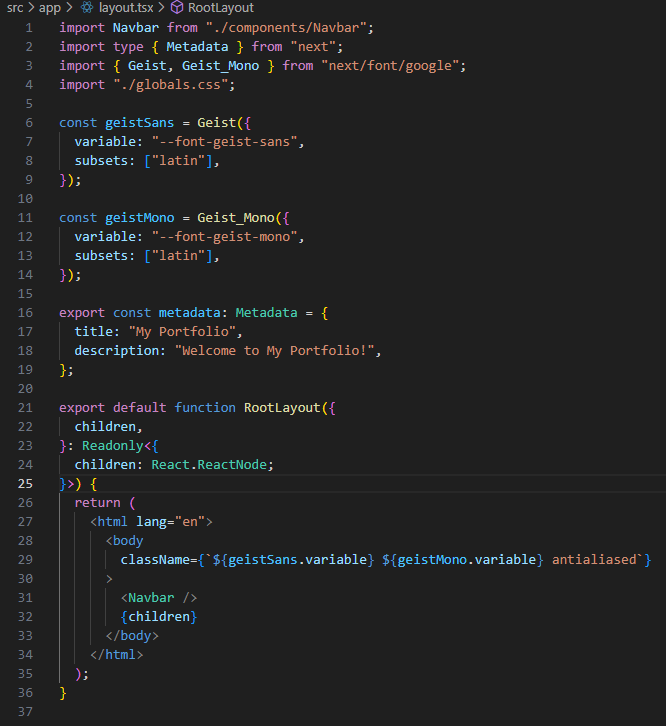 src > app > layout.tsx > RootLayout
1 import Navbar from "./components/Navbar";
2 import type { Metadata } from "next";
3 import { Geist, Geist_Mono } from "next/font/google";
4 import "./globals.css";
5
6 const geistSans = Geist({
7   variable: "--font-geist-sans",
8   subsets: ["latin"],
9 });
10
11 const geistMono = Geist_Mono({
12   variable: "--font-geist-mono",
13   subsets: ["latin"],
14 });
15
16 export const metadata: Metadata = {
17   title: "My Portfolio",
18   description: "Welcome to My Portfolio!",
19 };
20
21 export default function RootLayout({
22   children,
23 }: Readonly<{
24   children: React.ReactNode;
25 }>) {
26   return (
27     <html lang="en">
28       <body
29         className={`${geistSans.variable} ${geistMono.variable} antialiased`}
30       >
31         <Navbar />
32         {children}
33       </body>
34     </html>
35   );
36 }
37